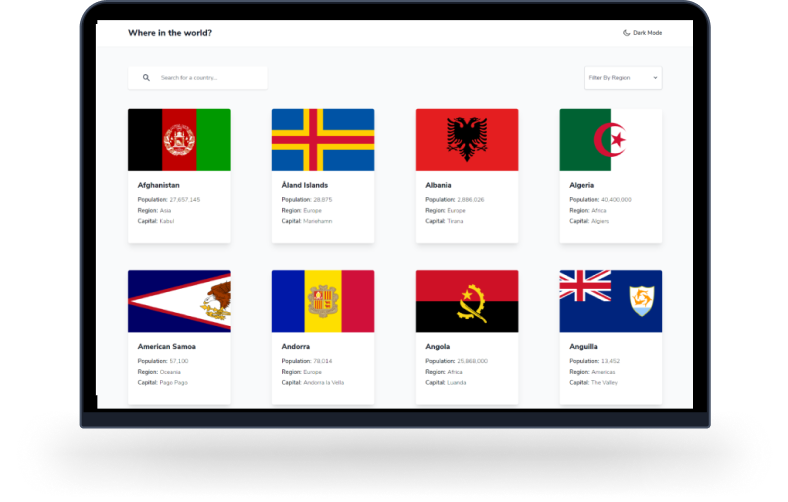 Where in the world?
Dark Mode
Search for a country...
Filter By Region
Afghanistan
Population: 27,657,145
Region: Asia
Capital: Kabul
Åland Islands
Population: 28,875
Region: Europe
Capital: Mariehamn
Albania
Population: 2,886,026
Region: Europe
Capital: Tirana
Algeria
Population: 40,400,000
Region: Africa
Capital: Algiers
American Samoa
Population: 57,100
Region: Oceania
Capital: Pago Pago
Andorra
Population: 78,014
Region: Europe
Capital: Andorra la Vella
Angola
Population: 25,868,000
Region: Africa
Capital: Luanda
Anguilla
Population: 13,452
Region: Americas
Capital: The Valley